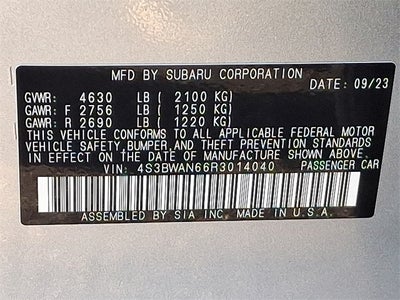 MFD BY SUBARU CORPORATION
DATE: 09/23
GVWR: 4630 LB ( 2100 KG)
GAWR: F 2756 LB ( 1250 KG)
GAWR: R 2690 LB ( 1220 KG)
THIS VEHICLE CONFORMS TO ALL APPLICABLE FEDERAL MOTOR
VEHICLE SAFETY, BUMPER, AND THEFT PREVENTION STANDARDS
IN EFFECT ON THE DATE OF MANUFACTURE SHOWN ABOVE.
VIN: 4S3BWAN66R3014040 PASSENGER CAR
ASSEMBLED BY SIA INC. MADE IN U.S.A.